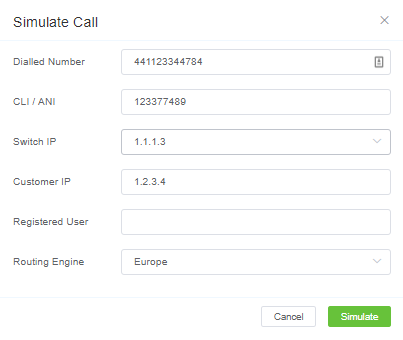 Simulate Call
Dialled Number 441123344784
CLI / ANI 123377489
Switch IP 1.1.1.3
Customer IP 1.2.3.4
Registered User
Routing Engine Europe
Cancel Simulate